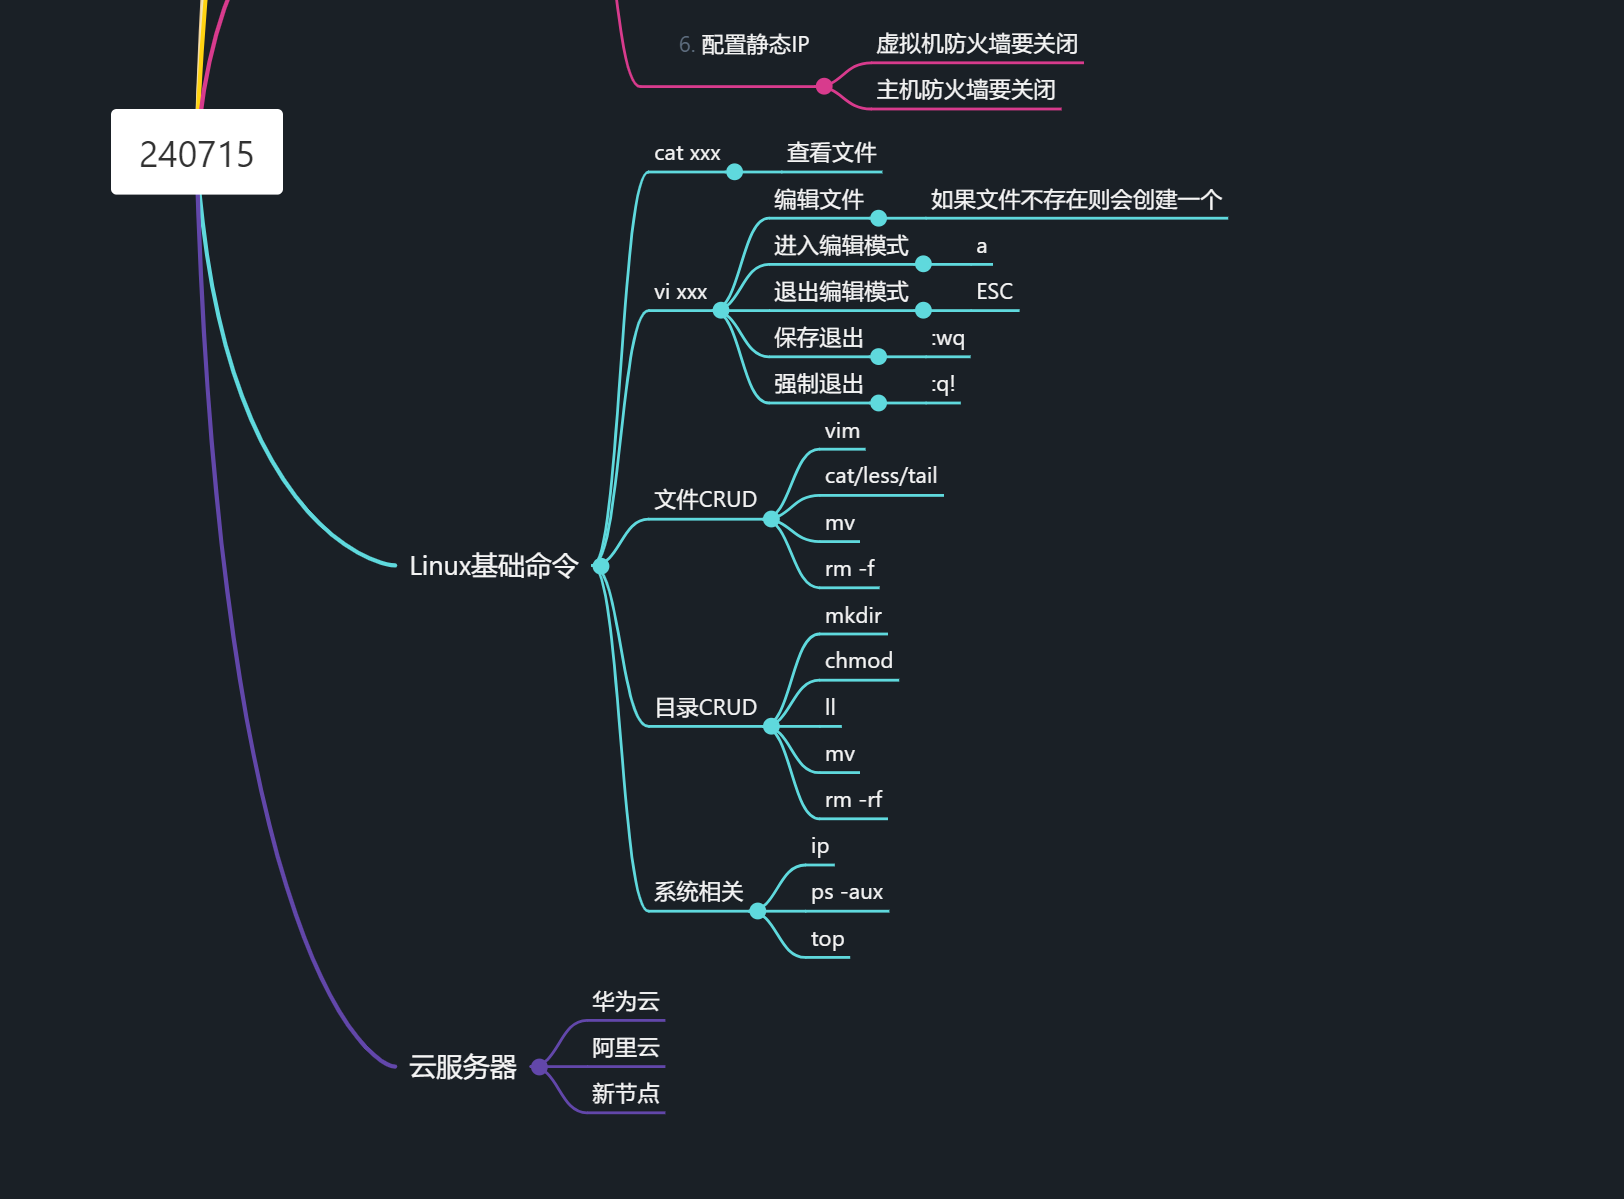 6. 配置静态IP
虚拟机防火墙要关闭
主机防火墙要关闭
240715
cat xxx
查看文件
vi xxx
编辑文件
如果文件不存在则会创建一个
进入编辑模式
a
退出编辑模式
ESC
保存退出
:wq
强制退出
:q!
Linux基础命令
文件CRUD
vim
cat/less/tail
mv
rm -f
目录CRUD
mkdir
chmod
ll
mv
rm -rf
系统相关
ip
ps -aux
top
云服务器
华为云
阿里云
新节点